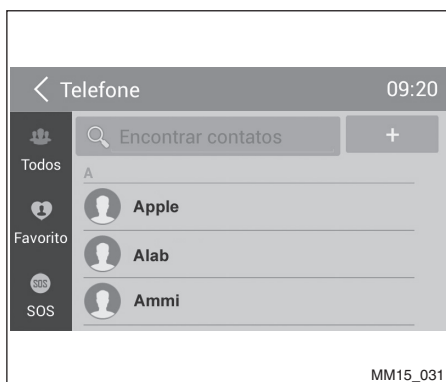 Telefone 09:20
Encontrar contatos +
Todos
A
Apple
Favorito
Alab
SOS
SOS
Ammi
MM15_031